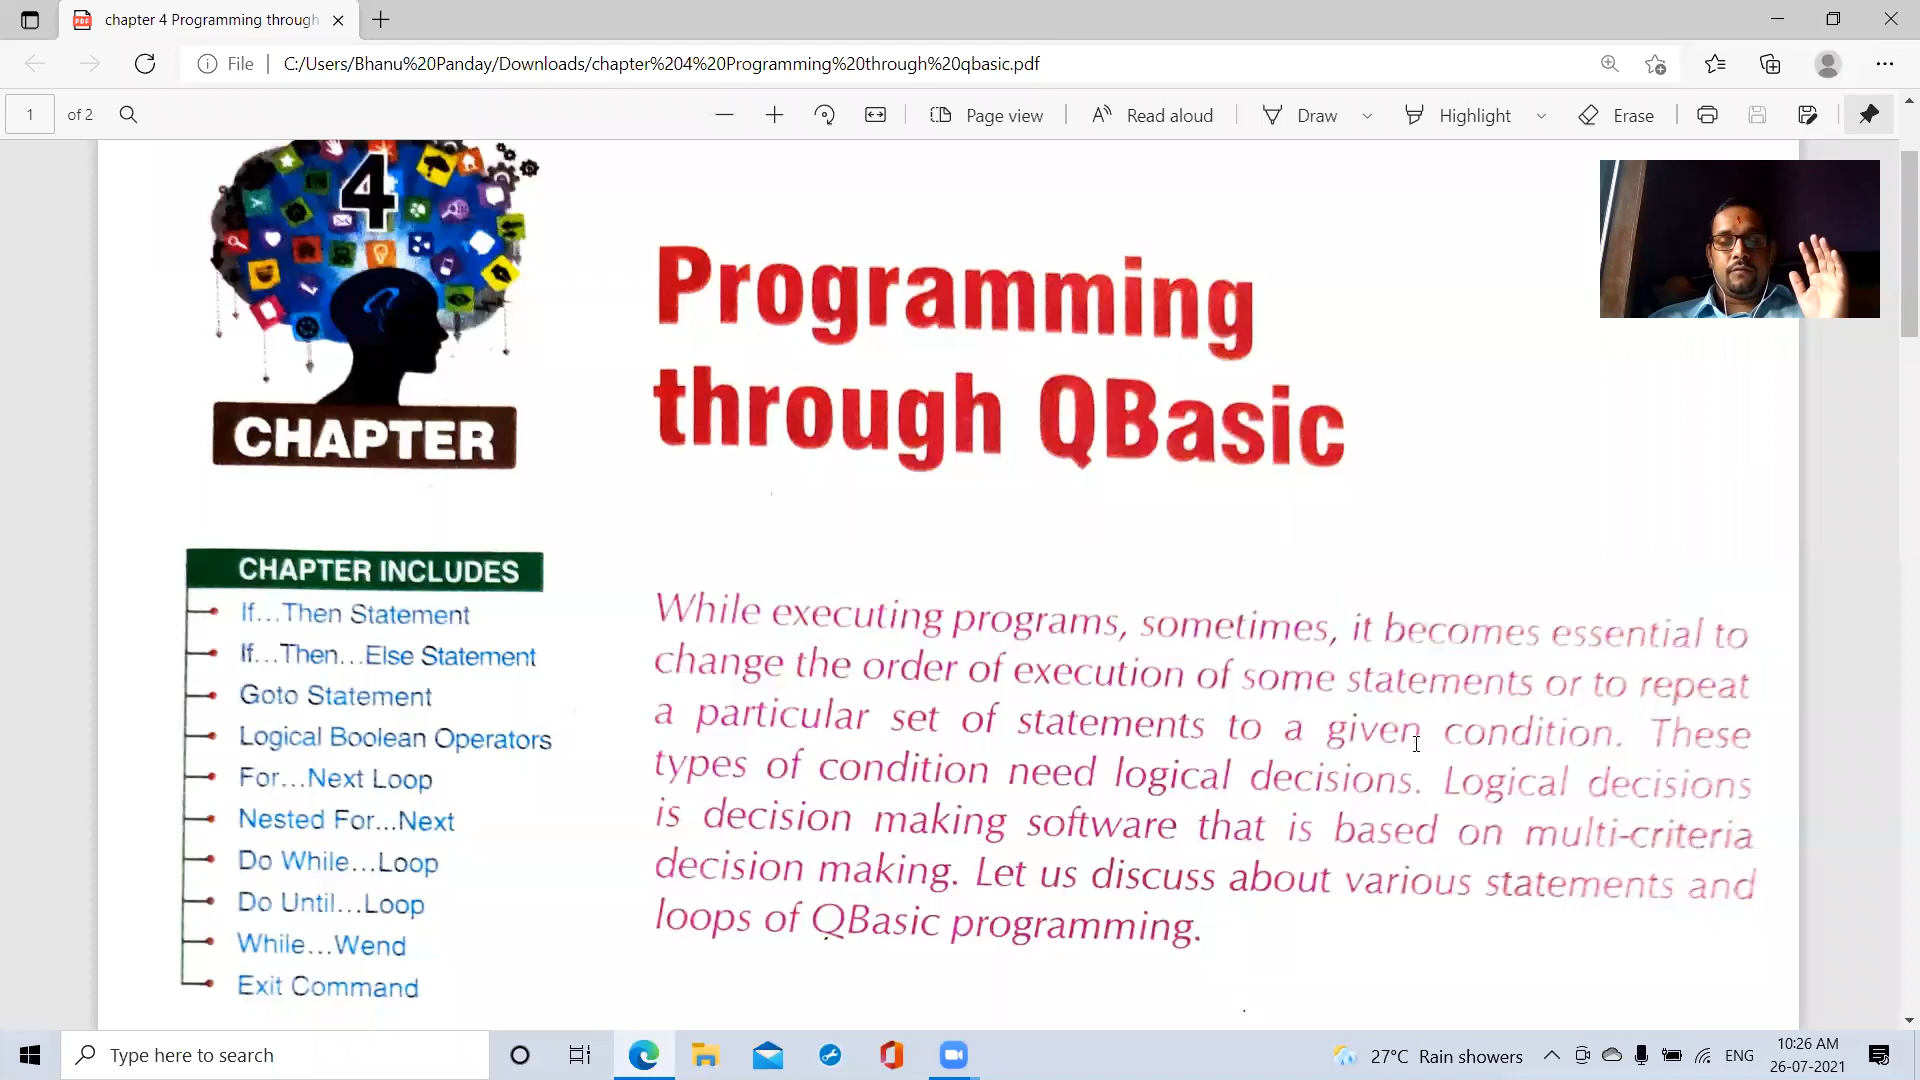 chapter 4 Programming through
File
C:/Users/Bhanu%20Panday/Downloads/chapter%204%20Programming%20through%20qbasic.pdf
1 of 2
Page view
Read aloud
Draw
Highlight
Erase
4
CHAPTER
Programming
through QBasic
CHAPTER INCLUDES
If...Then Statement
If...Then...Else Statement
Goto Statement
Logical Boolean Operators
For...Next Loop
Nested For...Next
Do While...Loop
Do Until...Loop
While...Wend
Exit Command
While executing programs, sometimes, it becomes essential to
change the order of execution of some statements or to repeat
a particular set of statements to a given condition. These
types of condition need logical decisions. Logical decisions
is decision making software that is based on multi-criteria
decision making. Let us discuss about various statements and
loops of QBasic programming.
Type here to search
27°C Rain showers
ENG
10:26 AM
26-07-2021